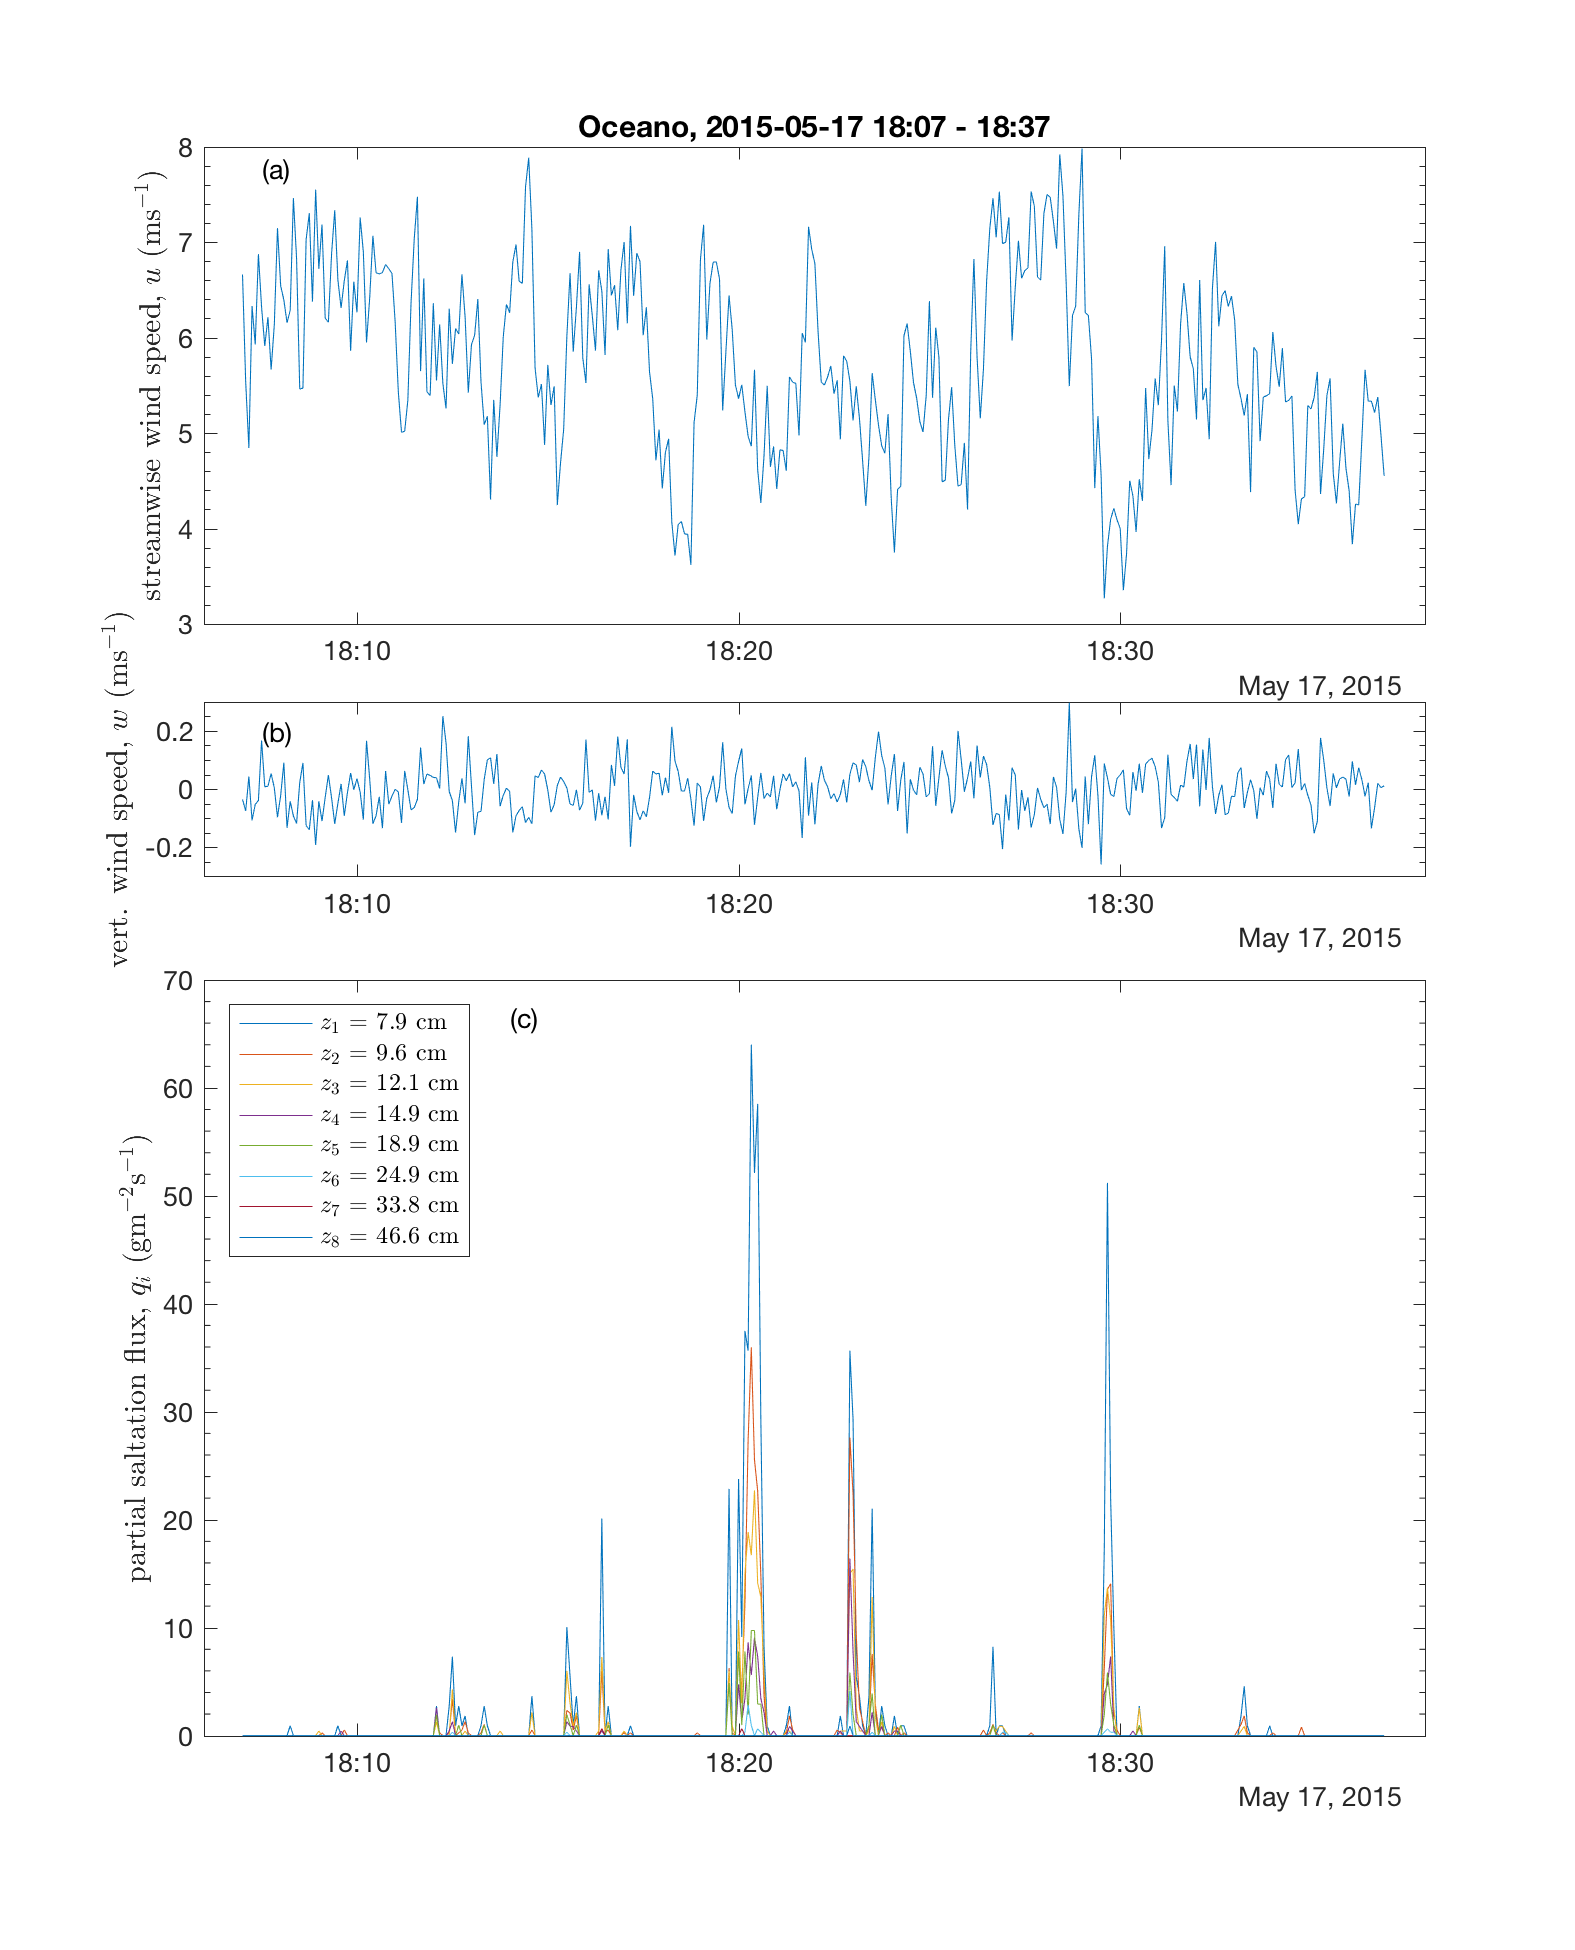 Oceano, 2015-05-17 18:07 - 18:37
(a)
streamwise wind speed, u (ms⁻¹)
8
7
6
5
4
3
18:10 18:20 18:30
May 17, 2015
(b)
vert. wind speed, w (ms⁻¹)
0.2
0
-0.2
18:10 18:20 18:30
May 17, 2015
(c)
partial saltation flux, qᵢ (gm⁻²s⁻¹)
70
60
50
40
30
20
10
0
z₁ = 7.9 cm
z₂ = 9.6 cm
z₃ = 12.1 cm
z₄ = 14.9 cm
z₅ = 18.9 cm
z₆ = 24.9 cm
z₇ = 33.8 cm
z₈ = 46.6 cm
18:10 18:20 18:30
May 17, 2015